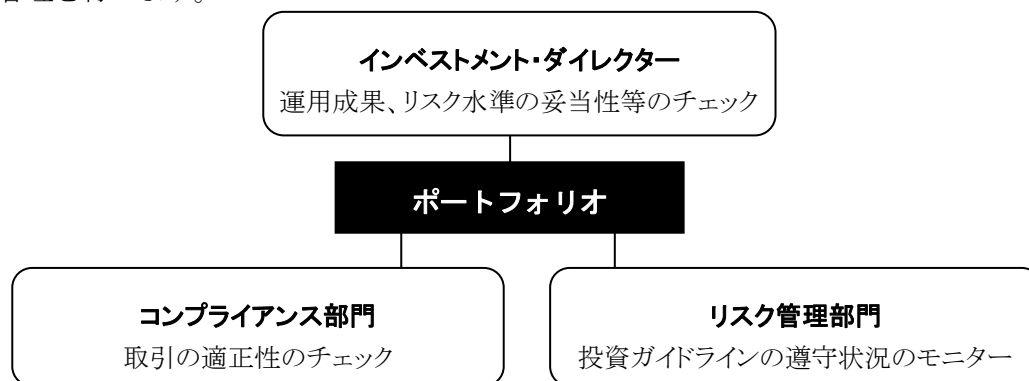 インベストメント・ダイレクター
運用成果、リスク水準の妥当性等のチェック
ポートフォリオ
コンプライアンス部門
取引の適正性のチェック
リスク管理部門
投資ガイドラインの遵守状況のモニター